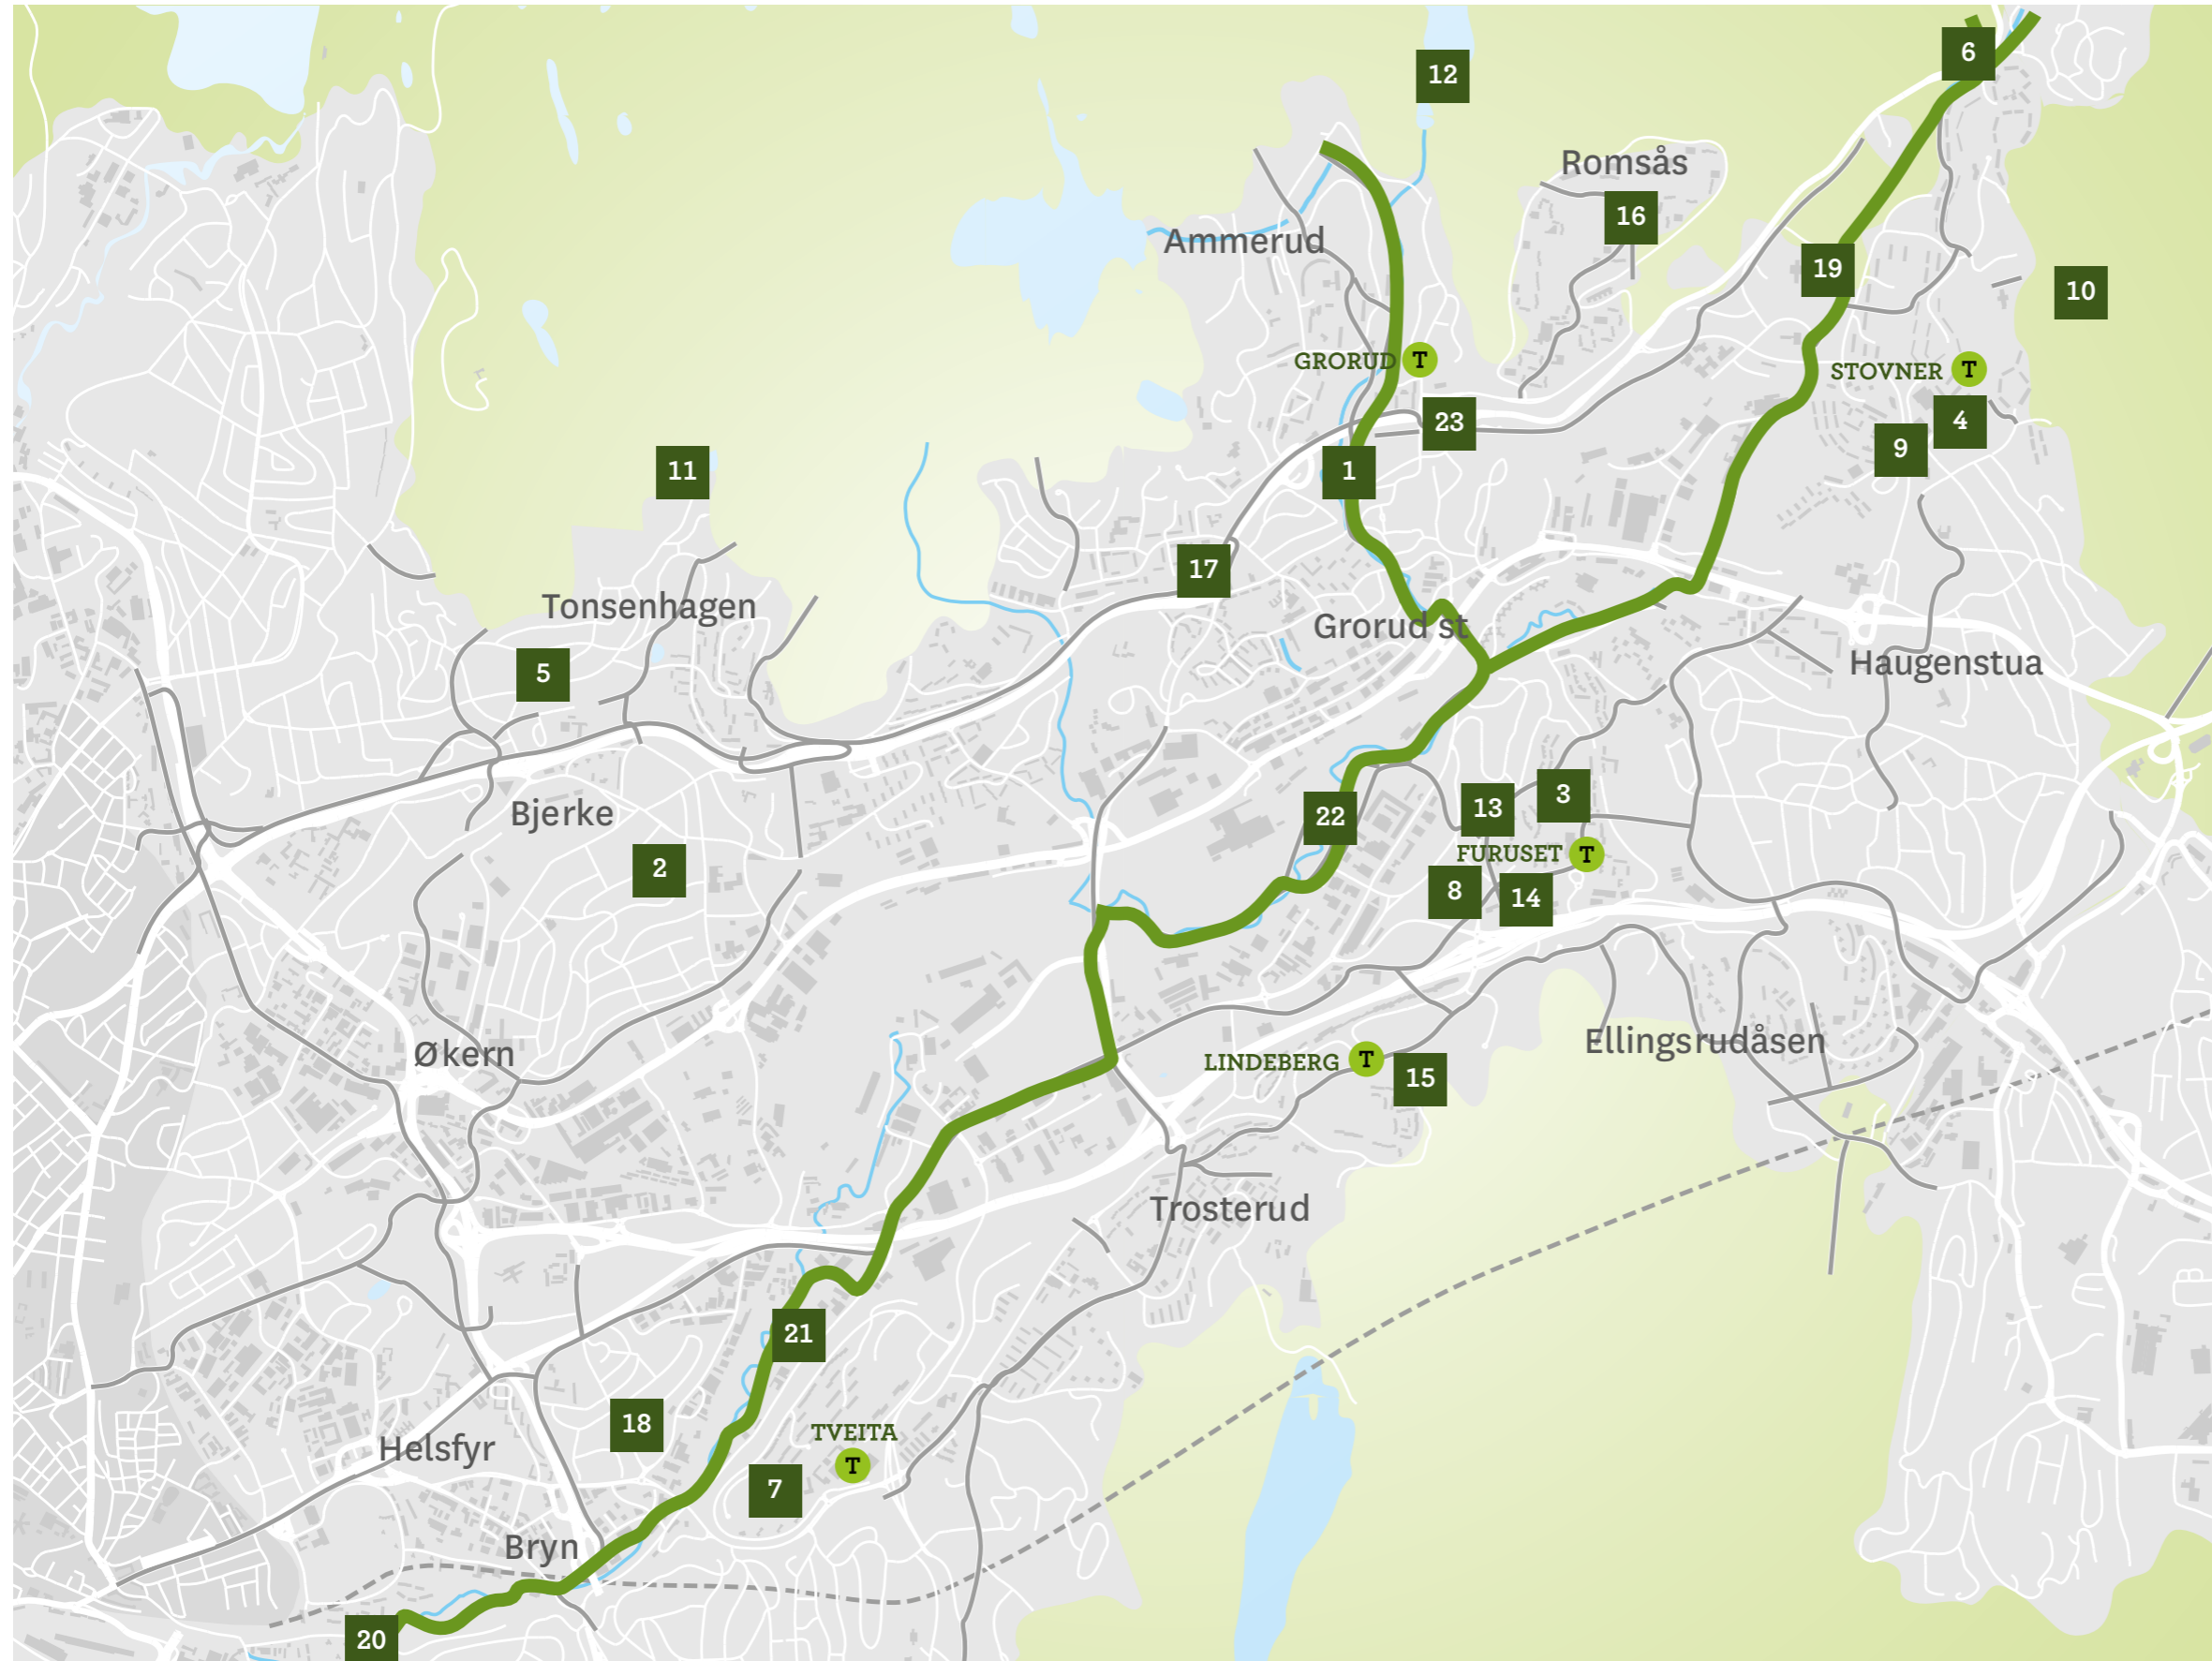 6
12
Romsås
16
Ammerud
19
10
GRORUD T
STOVNER T
23
4
9
11
1
17
Tonsenhagen
Grorud st
Haugenstua
5
3
13
Bjerke
22
2
FURUSET T
8
14
Økern
Ellingsrudåsen
LINDEBERG T
15
Trosterud
21
18
TVEITA
T
Helsfyr
7
Bryn
20